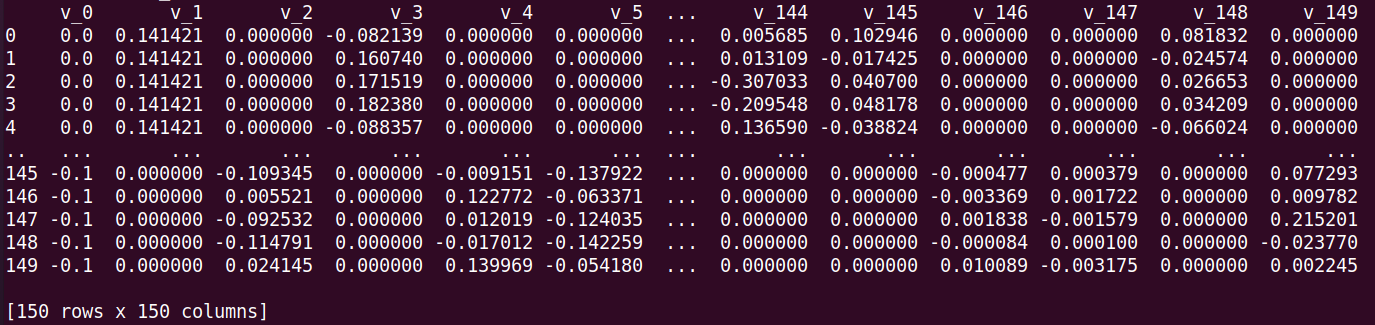 v_0 v_1 v_2 v_3 v_4 v_5 ... v_144 v_145 v_146 v_147 v_148 v_149
0 0.0 0.141421 0.000000 -0.082139 0.000000 0.000000 ... 0.005685 0.102946 0.000000 0.000000 0.081832 0.000000
1 0.0 0.141421 0.000000 0.160740 0.000000 0.000000 ... 0.013109 -0.017425 0.000000 0.000000 -0.024574 0.000000
2 0.0 0.141421 0.000000 0.171519 0.000000 0.000000 ... -0.307033 0.040700 0.000000 0.000000 0.026653 0.000000
3 0.0 0.141421 0.000000 0.182380 0.000000 0.000000 ... -0.209548 0.048178 0.000000 0.000000 0.034209 0.000000
4 0.0 0.141421 0.000000 -0.088357 0.000000 0.000000 ... 0.136590 -0.038824 0.000000 0.000000 -0.066024 0.000000
.. ... ... ... ... ... ... ... ... ... ... ... ... ...
145 -0.1 0.000000 -0.109345 0.000000 -0.009151 -0.137922 ... 0.000000 0.000000 -0.000477 0.000379 0.000000 0.077293
146 -0.1 0.000000 0.005521 0.000000 0.122772 -0.063371 ... 0.000000 0.000000 -0.003369 0.001722 0.000000 0.009782
147 -0.1 0.000000 -0.092532 0.000000 0.012019 -0.124035 ... 0.000000 0.000000 0.001838 -0.001579 0.000000 0.215201
148 -0.1 0.000000 -0.114791 0.000000 -0.017012 -0.142259 ... 0.000000 0.000000 -0.000084 0.000100 0.000000 -0.023770
149 -0.1 0.000000 0.024145 0.000000 0.139969 -0.054180 ... 0.000000 0.000000 0.010089 -0.003175 0.000000 0.002245
[150 rows x 150 columns]